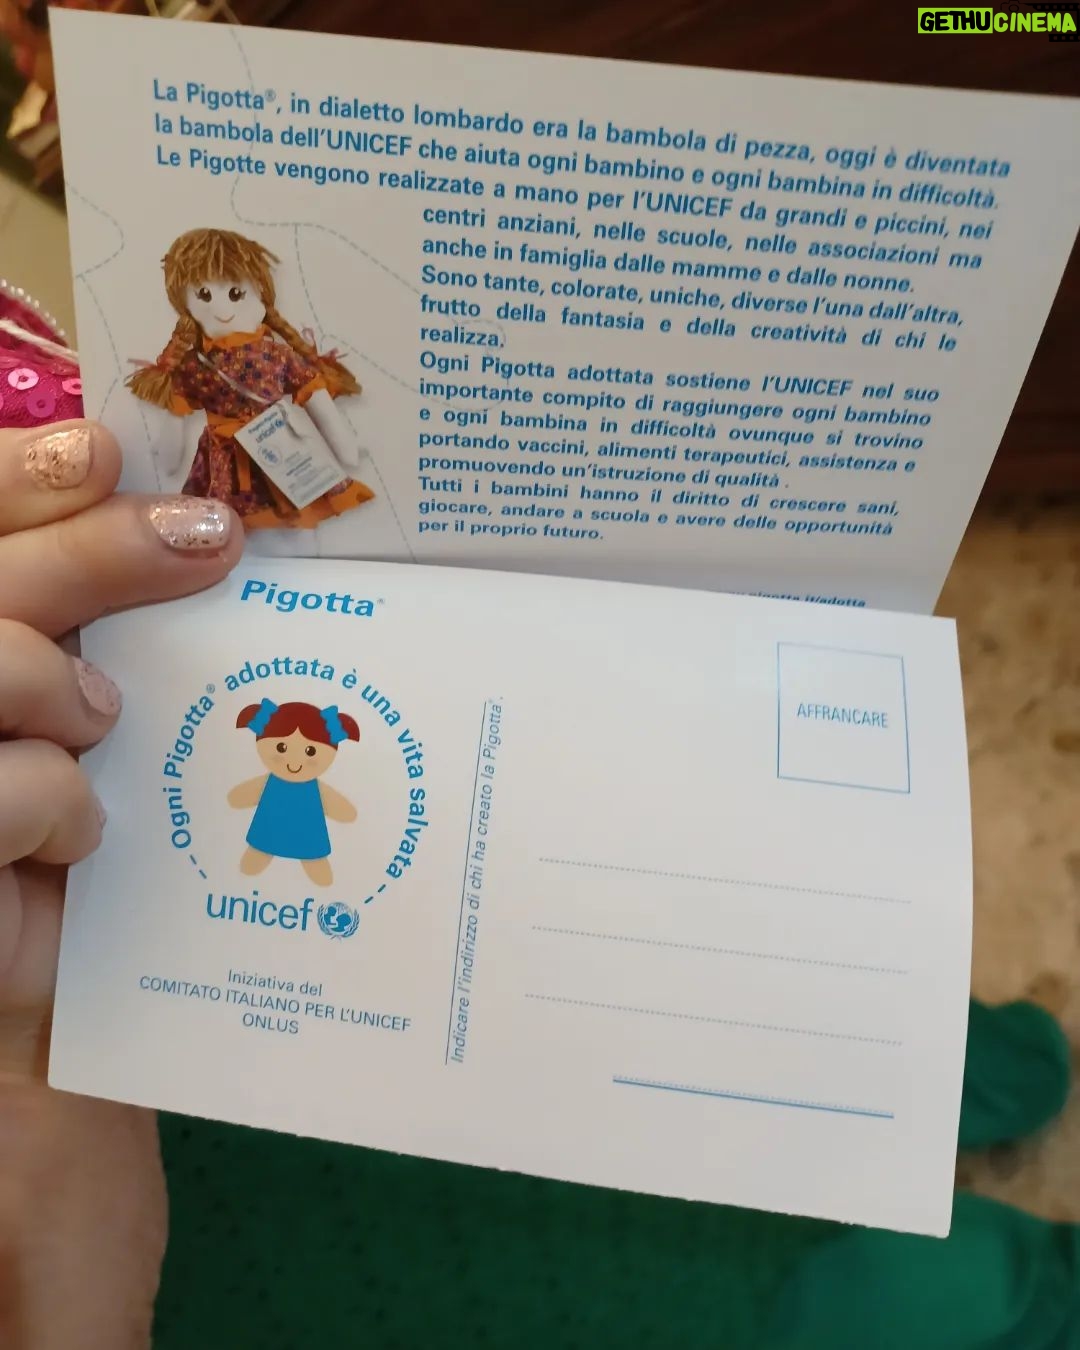 GETHUCINEMA
La Pigotta®, in dialetto lombardo era la bambola di pezza, oggi è diventata
la bambola dell'UNICEF che aiuta ogni bambino e ogni bambina in difficoltà.
Le Pigotte vengono realizzate a mano per l'UNICEF da grandi e piccini, nei
centri anziani, nelle scuole, nelle associazioni ma
anche in famiglia dalle mamme e dalle nonne.
Sono tante, colorate, uniche, diverse l'una dall'altra,
frutto della fantasia e della creatività di chi le
realizza.
Ogni Pigotta adottata sostiene l'UNICEF nel suo
importante compito di raggiungere ogni bambino
e ogni bambina in difficoltà ovunque si trovino
portando vaccini, alimenti terapeutici, assistenza e
promuovendo un'istruzione di qualità .
Tutti i bambini hanno il diritto di crescere sani,
giocare, andare a scuola e avere delle opportunità
per il proprio futuro.
unicef
pigotta.it/adotta
Pigotta®
Ogni Pigotta® adottata è una vita salvata
unicef
Iniziativa del
COMITATO ITALIANO PER L'UNICEF
ONLUS
Indicare l'indirizzo di chi ha creato la Pigotta®.
AFFRANCARE